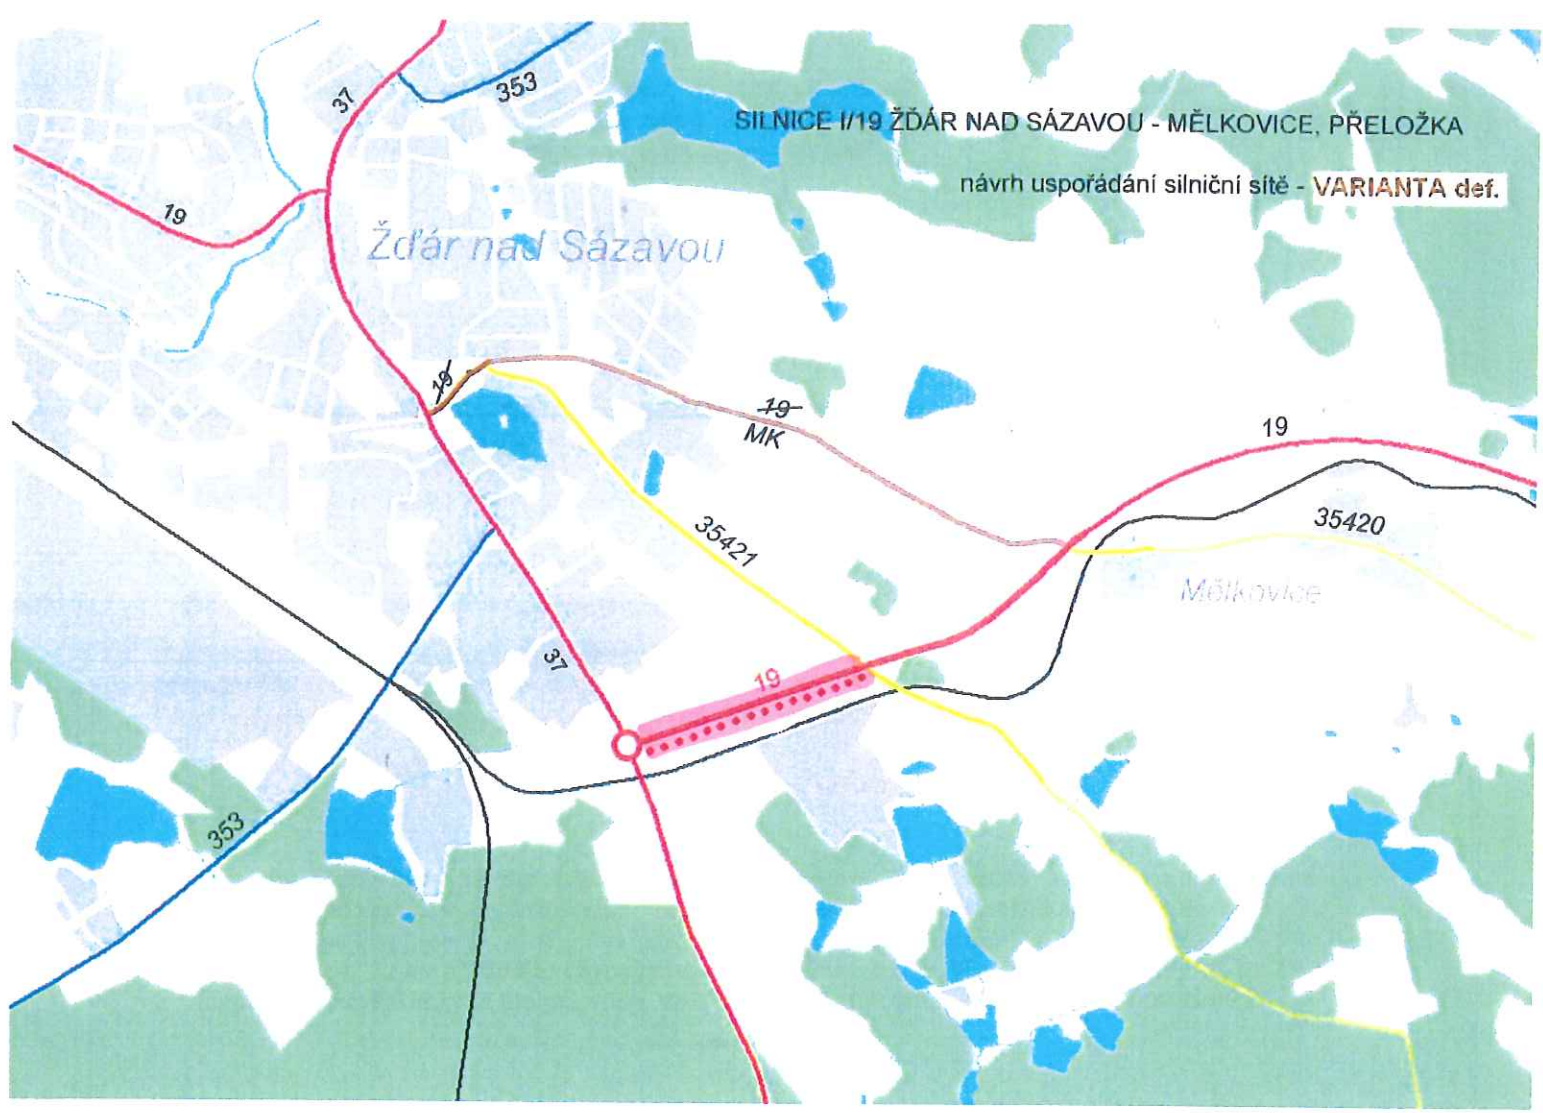 353
37
SILNICE I/19 ŽĎÁR NAD SÁZAVOU - MĚLKOVICE, PŘELOŽKA
návrh uspořádání silniční sítě - VARIANTA def.
19
Žďár nad Sázavou
19
19
MK
19
35420
35421
Mělkovice
37
19
353